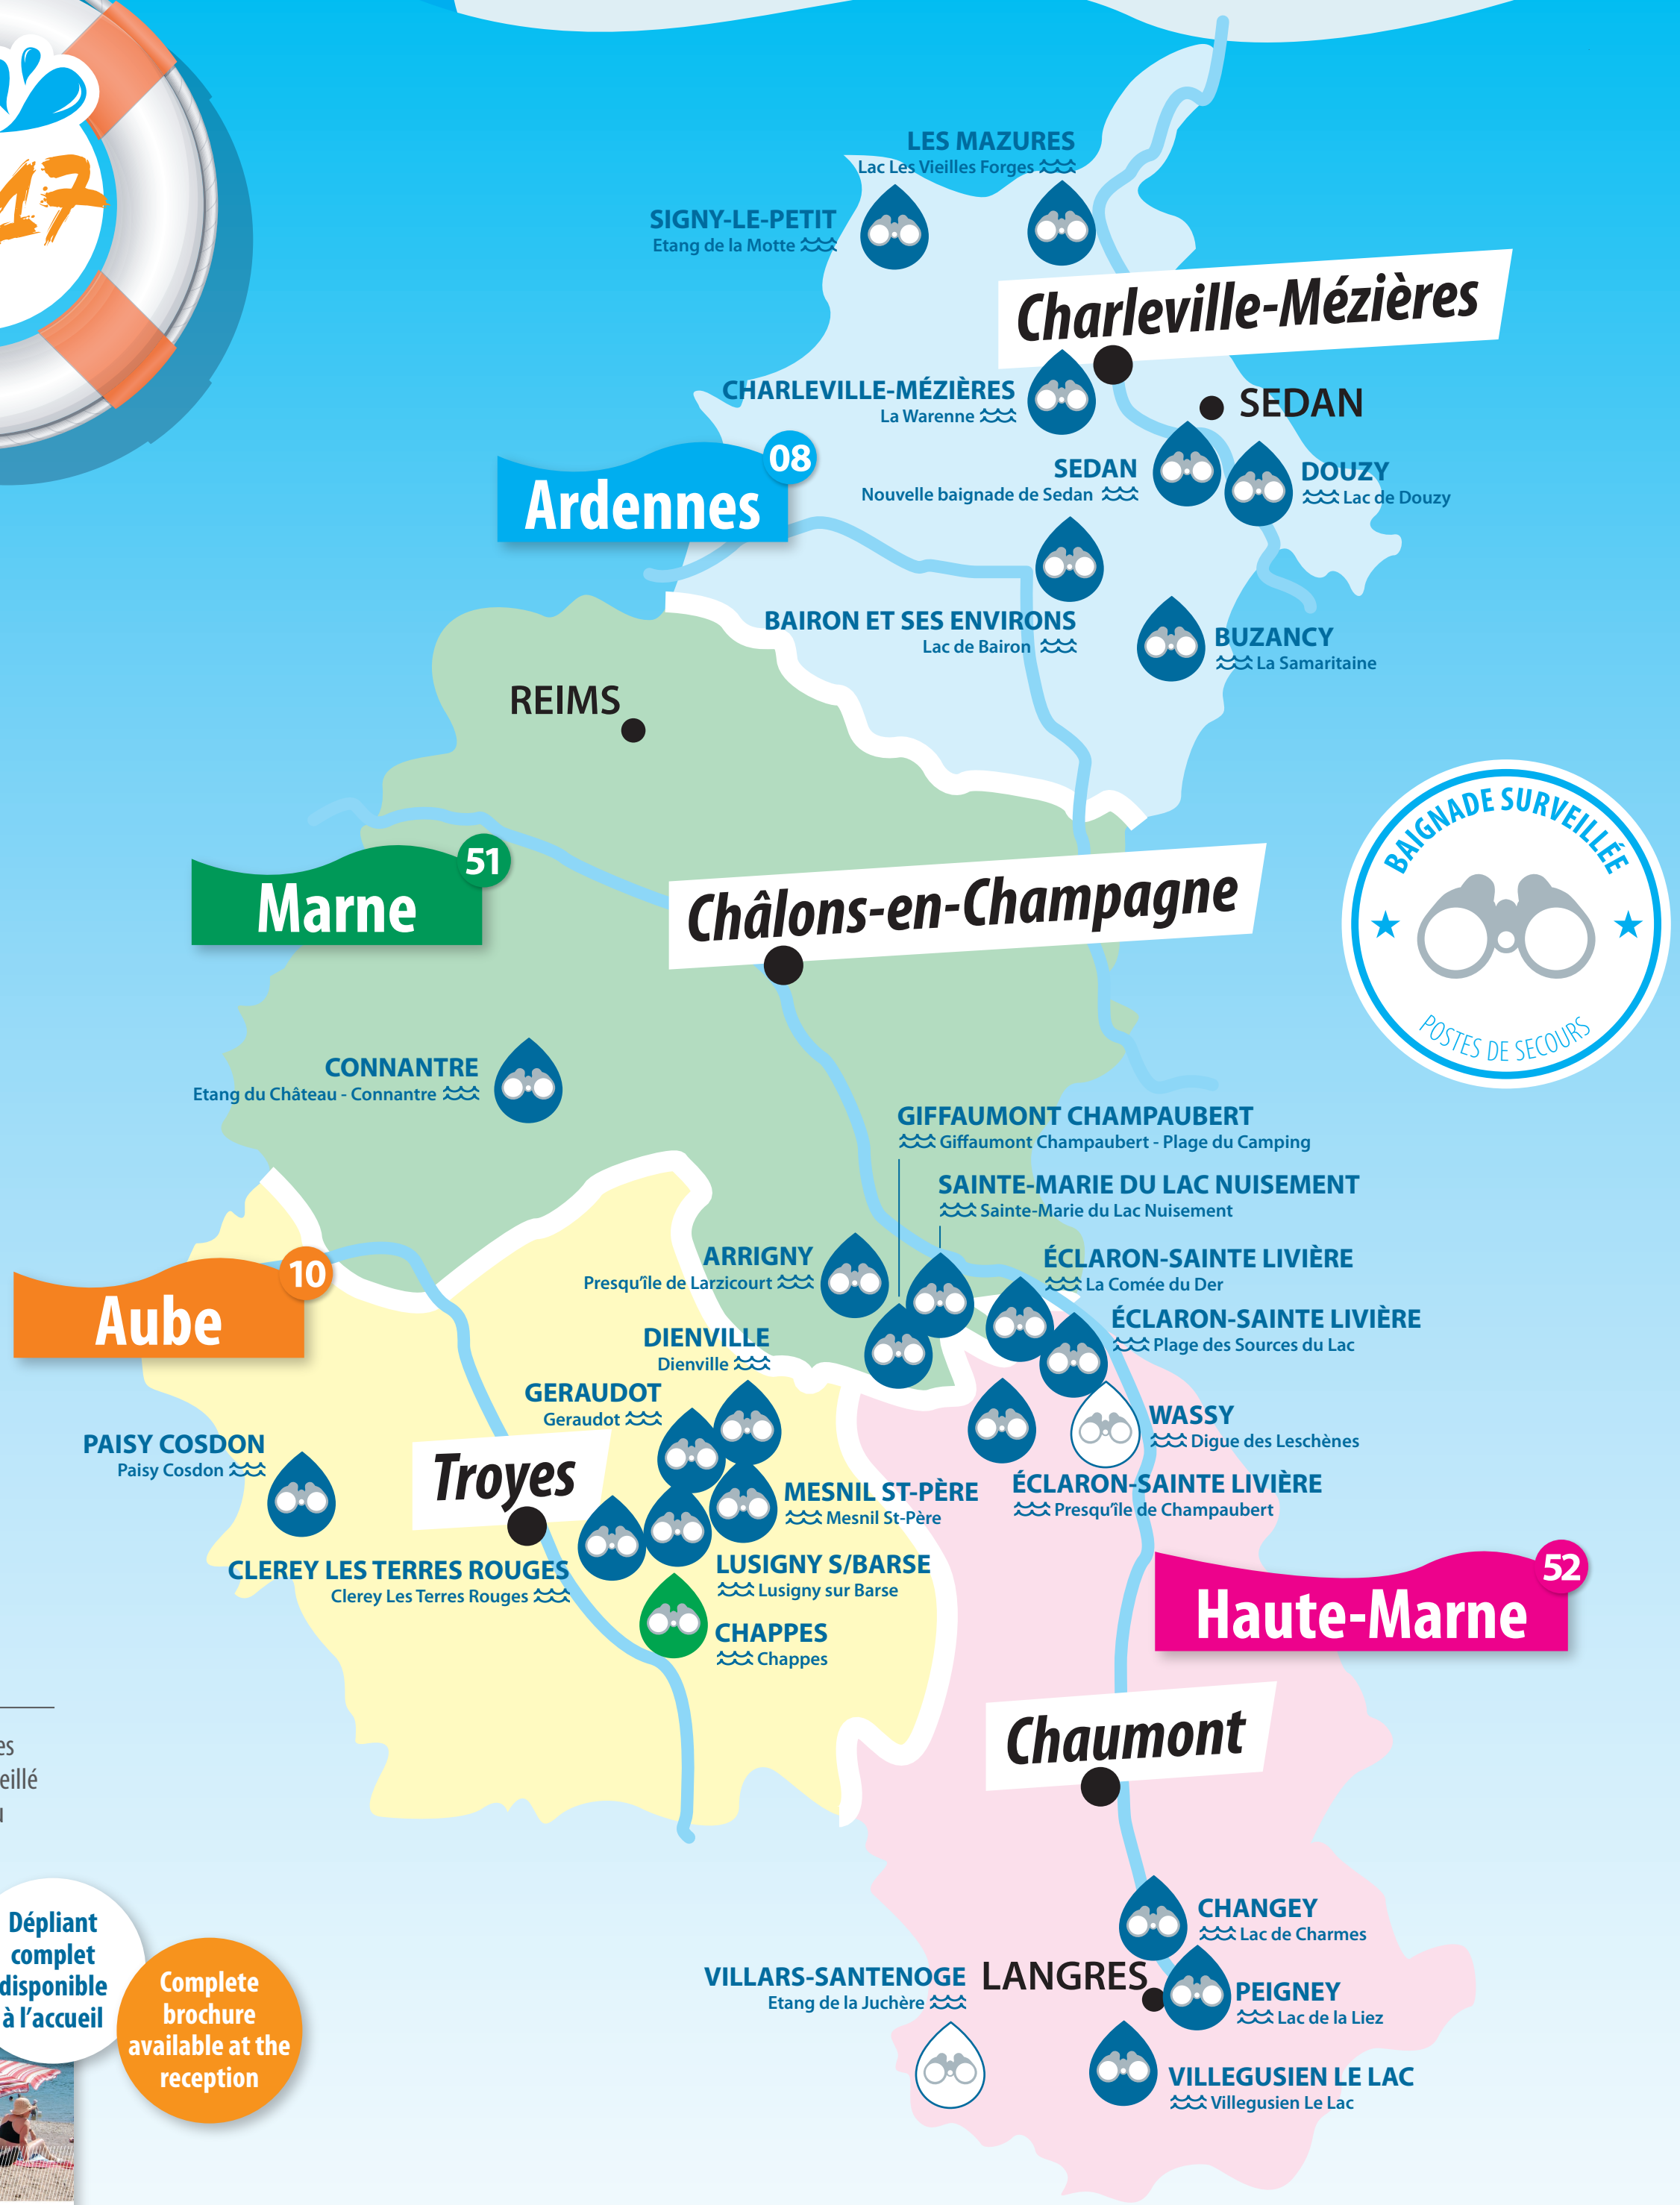 17
LES MAZURES
Lac Les Vieilles Forges
SIGNY-LE-PETIT
Etang de la Motte
Charleville-Mézières
CHARLEVILLE-MÉZIÈRES
La Warenne
SEDAN
08
Ardennes
SEDAN
Nouvelle baignade de Sedan
DOUZY
Lac de Douzy
BAIRON ET SES ENVIRONS
Lac de Bairon
BUZANCY
La Samaritaine
REIMS
BAIGNADE SURVEILLÉE
POSTES DE SECOURS
51
Marne
Châlons-en-Champagne
CONNANTRE
Etang du Château - Connantre
GIFFAUMONT CHAMPAUBERT
Giffaumont Champaubert - Plage du Camping
SAINTE-MARIE DU LAC NUISEMENT
Sainte-Marie du Lac Nuisement
ARRIGNY
Presqu'île de Larzicourt
ÉCLARON-SAINTE LIVIÈRE
La Comée du Der
10
Aube
ÉCLARON-SAINTE LIVIÈRE
Plage des Sources du Lac
DIENVILLE
Dienville
GERAUDOT
Geraudot
WASSY
Digue des Leschènes
PAISY COSDON
Paisy Cosdon
Troyes
MESNIL ST-PÈRE
Mesnil St-Père
ÉCLARON-SAINTE LIVIÈRE
Presqu'île de Champaubert
CLEREY LES TERRES ROUGES
Clerey Les Terres Rouges
LUSIGNY S/BARSE
Lusigny sur Barse
52
Haute-Marne
CHAPPES
Chappes
Chaumont
es
eillé
Dépliant
complet
disponible
à l'accueil
Complete
brochure
available at the
reception
CHANGEY
Lac de Charmes
VILLARS-SANTENOGE
Etang de la Juchère
LANGRES
PEIGNEY
Lac de la Liez
VILLEGUSIEN LE LAC
Villegusien Le Lac